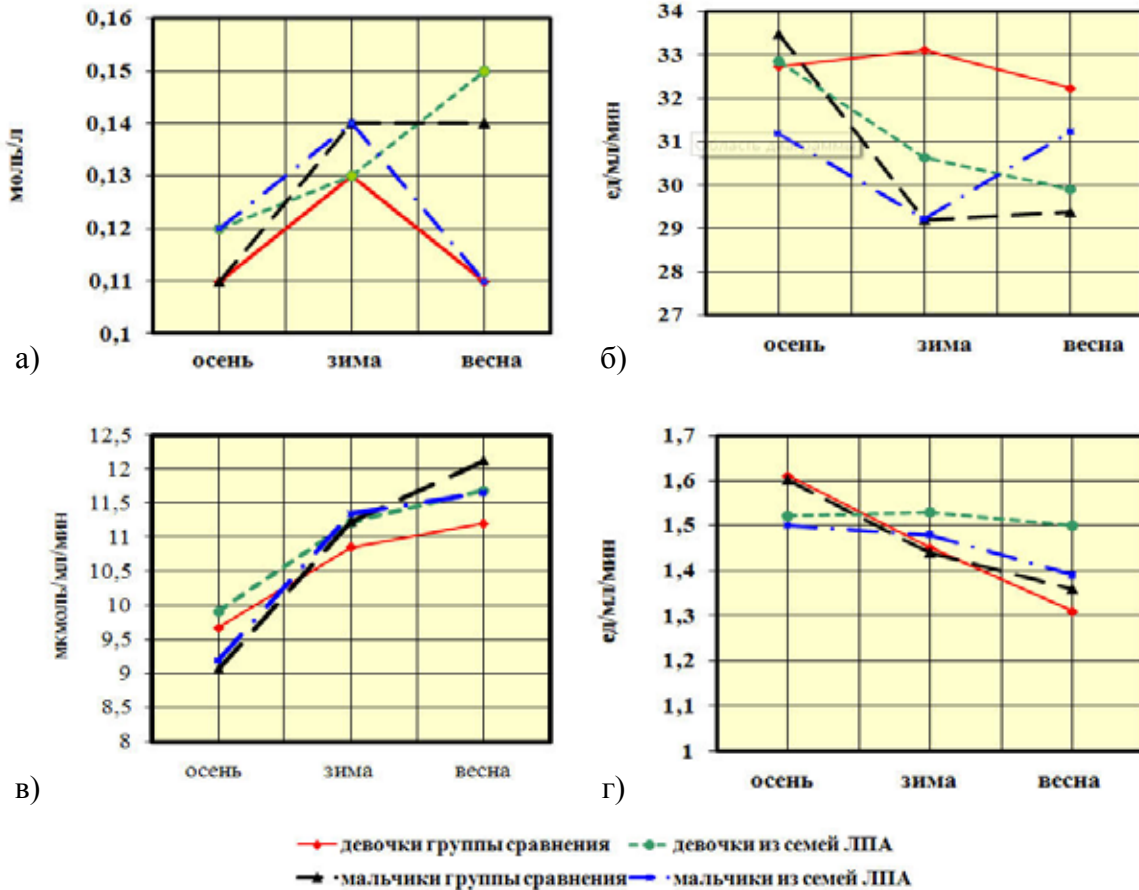 0,16
0,15
0,14
0,13
0,12
0,11
0,1
моль/л
осень зима весна
а)
34
33
32
31
30
29
28
27
ед/мл/мин
Область диаграммы
осень зима весна
б)
12,5
12
11,5
11
10,5
10
9,5
9
8,5
8
мкмоль/мл/мин
осень зима весна
в)
1,7
1,6
1,5
1,4
1,3
1,2
1,1
1
ед/мл/мин
осень зима весна
г)
девочки группы сравнения девочки из семей ЛПА
мальчики группы сравнения мальчики из семей ЛПА